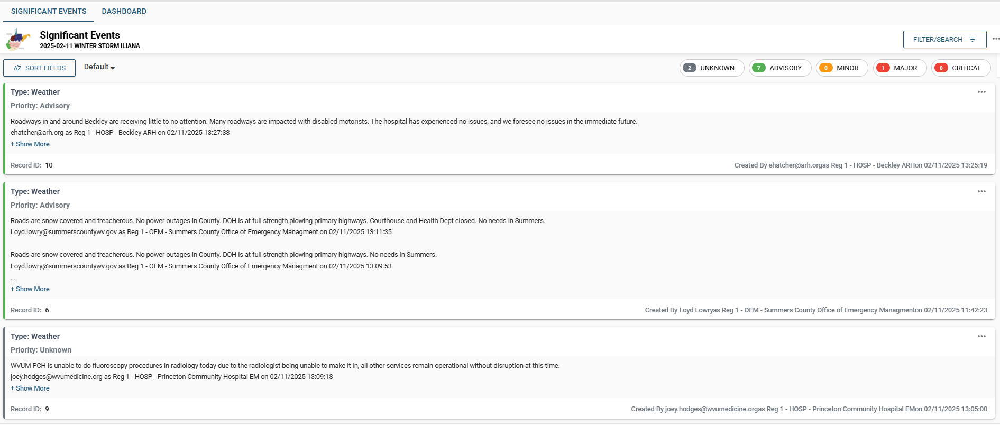 SIGNIFICANT EVENTS
DASHBOARD
Significant Events
2025-02-11 WINTER STORM ILIANA
FILTER/SEARCH
AZ SORT FIELDS
Default
2 UNKNOWN
7 ADVISORY
0 MINOR
1 MAJOR
0 CRITICAL
Type: Weather
Priority: Advisory
Roadways in and around Beckley are receiving little to no attention. Many roadways are impacted with disabled motorists. The hospital has experienced no issues, and we foresee no issues in the immediate future.
ehatcher@arh.org as Reg 1 - HOSP - Beckley ARH on 02/11/2025 13:27:33
+ Show More
Record ID: 10
Created By ehatcher@arh.orgas Reg 1 - HOSP - Beckley ARHon 02/11/2025 13:25:19
Type: Weather
Priority: Advisory
Roads are snow covered and treacherous. No power outages in County. DOH is at full strength plowing primary highways. Courthouse and Health Dept closed. No needs in Summers.
Loyd.lowry@summerscountywv.gov as Reg 1 - OEM - Summers County Office of Emergency Managment on 02/11/2025 13:11:35
Roads are snow covered and treacherous. No power outages in County. DOH is at full strength plowing primary highways. No needs in Summers.
Loyd.lowry@summerscountywv.gov as Reg 1 - OEM - Summers County Office of Emergency Managment on 02/11/2025 13:09:53
...
+ Show More
Record ID: 6
Created By Loyd Lowryas Reg 1 - OEM - Summers County Office of Emergency Managmenton 02/11/2025 11:42:23
Type: Weather
Priority: Unknown
WVUM PCH is unable to do fluoroscopy procedures in radiology today due to the radiologist being unable to make it in, all other services remain operational without disruption at this time.
joey.hodges@wvumedicine.org as Reg 1 - HOSP - Princeton Community Hospital EM on 02/11/2025 13:09:18
+ Show More
Record ID: 9
Created By joey.hodges@wvumedicine.orgas Reg 1 - HOSP - Princeton Community Hospital EMon 02/11/2025 13:05:00